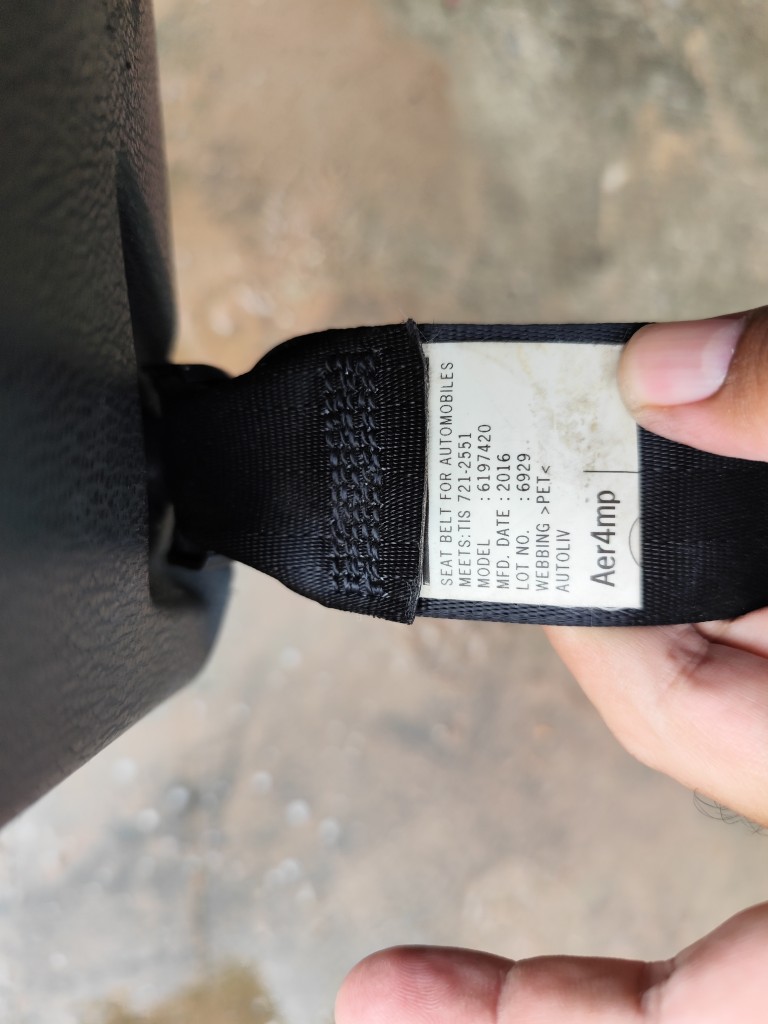 SEAT BELT FOR AUTOMOBILES
MEETS:TIS 721-2551
MODEL : 6197420
MFD. DATE : 2016
LOT NO. : 6929
WEBBING >PET<
AUTOLIV
Aer4mp